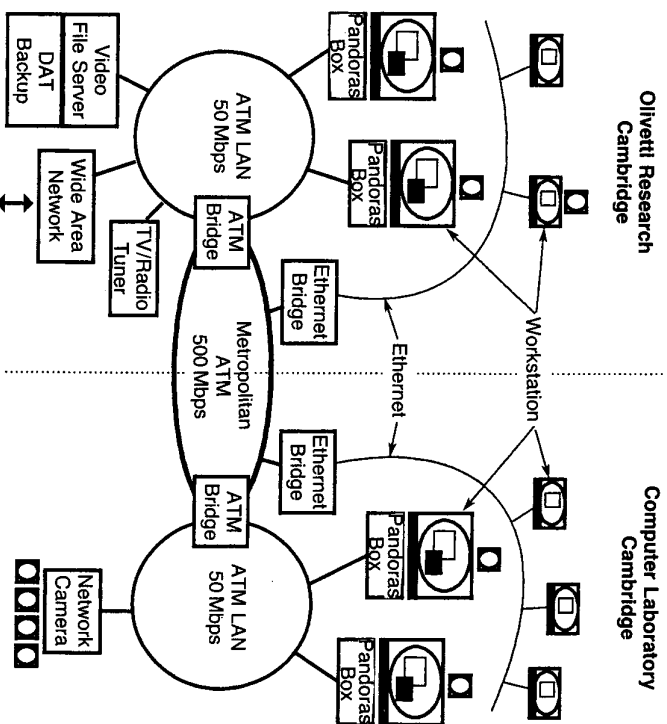 Olivetti Research
Cambridge
Computer Laboratory
Cambridge
Workstation
Ethernet
Pandoras
Box
Pandoras
Box
Pandoras
Box
Pandoras
Box
Ethernet
Bridge
Ethernet
Bridge
ATM LAN
50 Mbps
ATM
Bridge
Metropolitan
ATM
500 Mbps
ATM
Bridge
ATM LAN
50 Mbps
Video
File Server
DAT
Backup
Wide Area
Network
TV/Radio
Tuner
Network
Camera